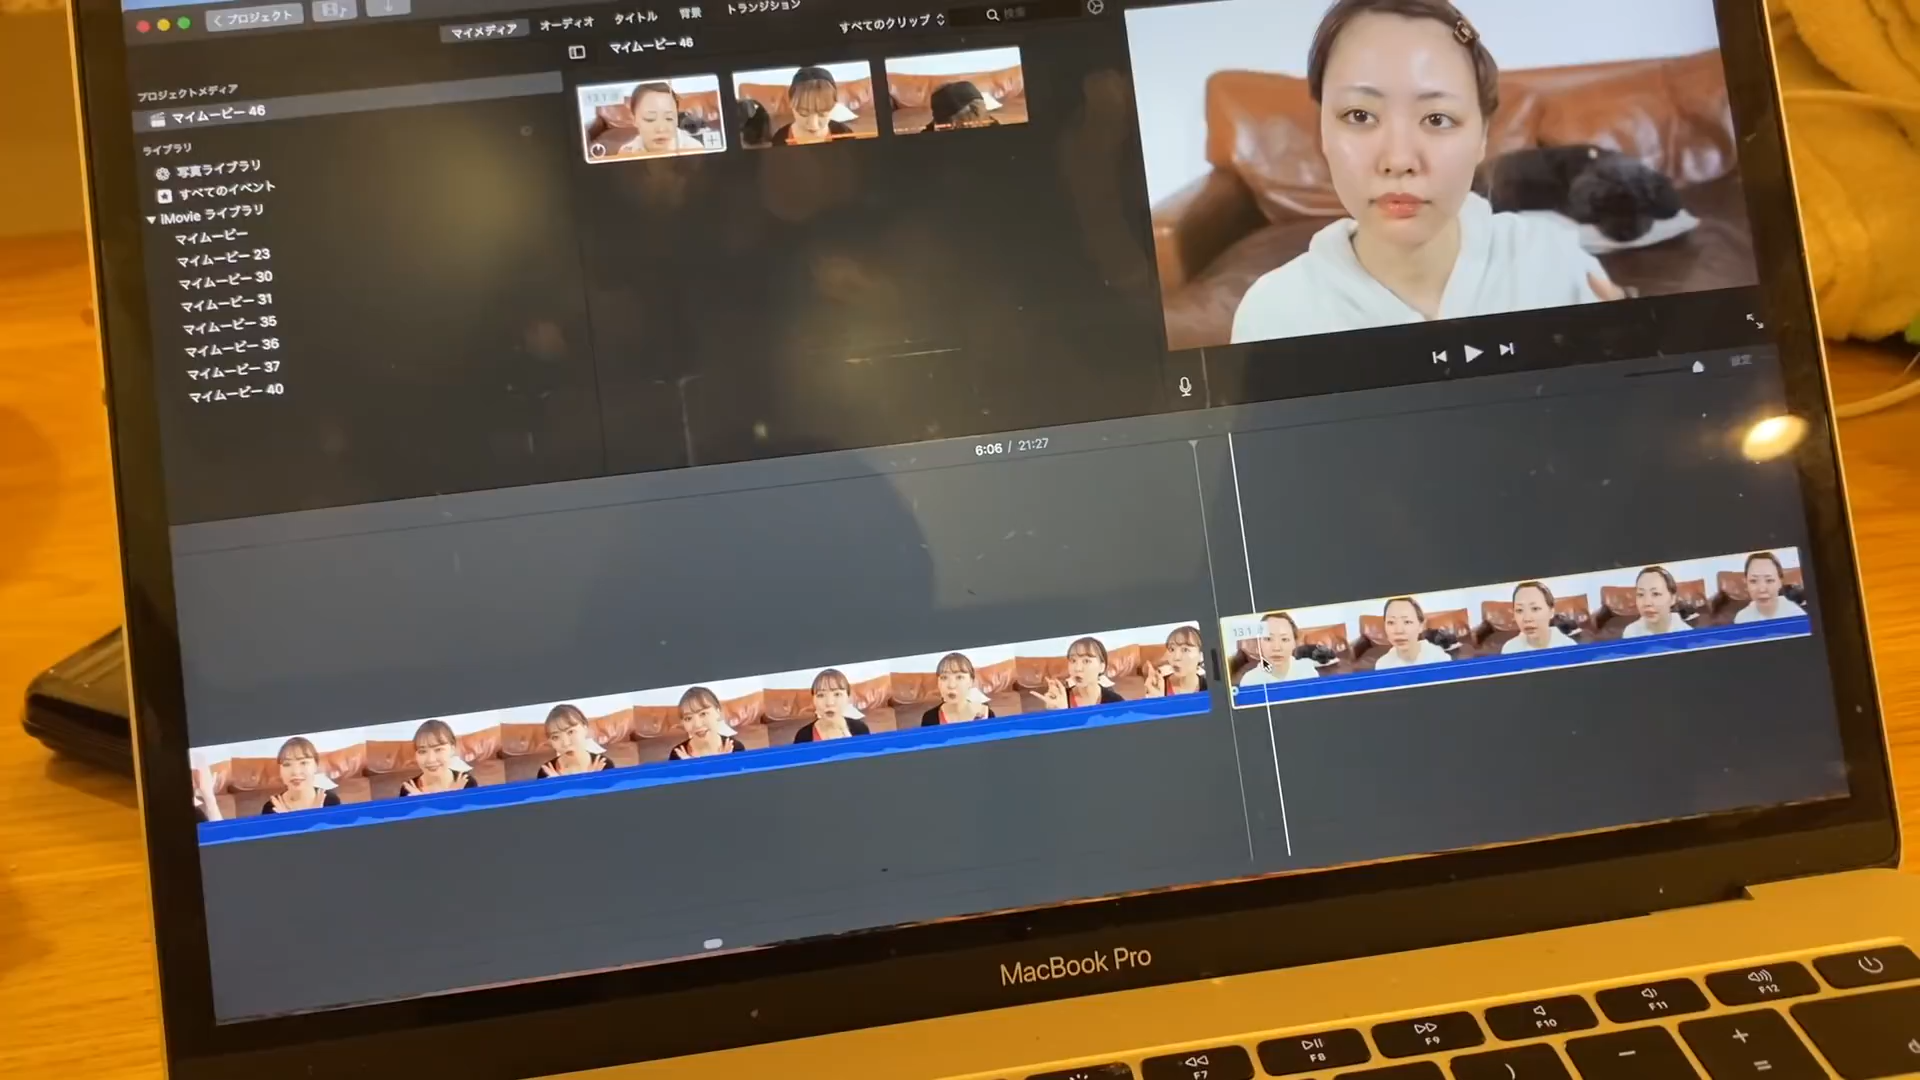 プロジェクト
マイメディア
オーディオ
タイトル
背景
トランジション
マイムービー 46
すべてのクリップ
検索
プロジェクトメディア
マイムービー 46
ライブラリ
写真ライブラリ
すべてのイベント
iMovie ライブラリ
マイムービー
マイムービー 23
マイムービー 30
マイムービー 31
マイムービー 35
マイムービー 36
マイムービー 37
マイムービー 40
設定
6:06 / 21:27
MacBook Pro
F7
F8
F9
F10
F11
F12